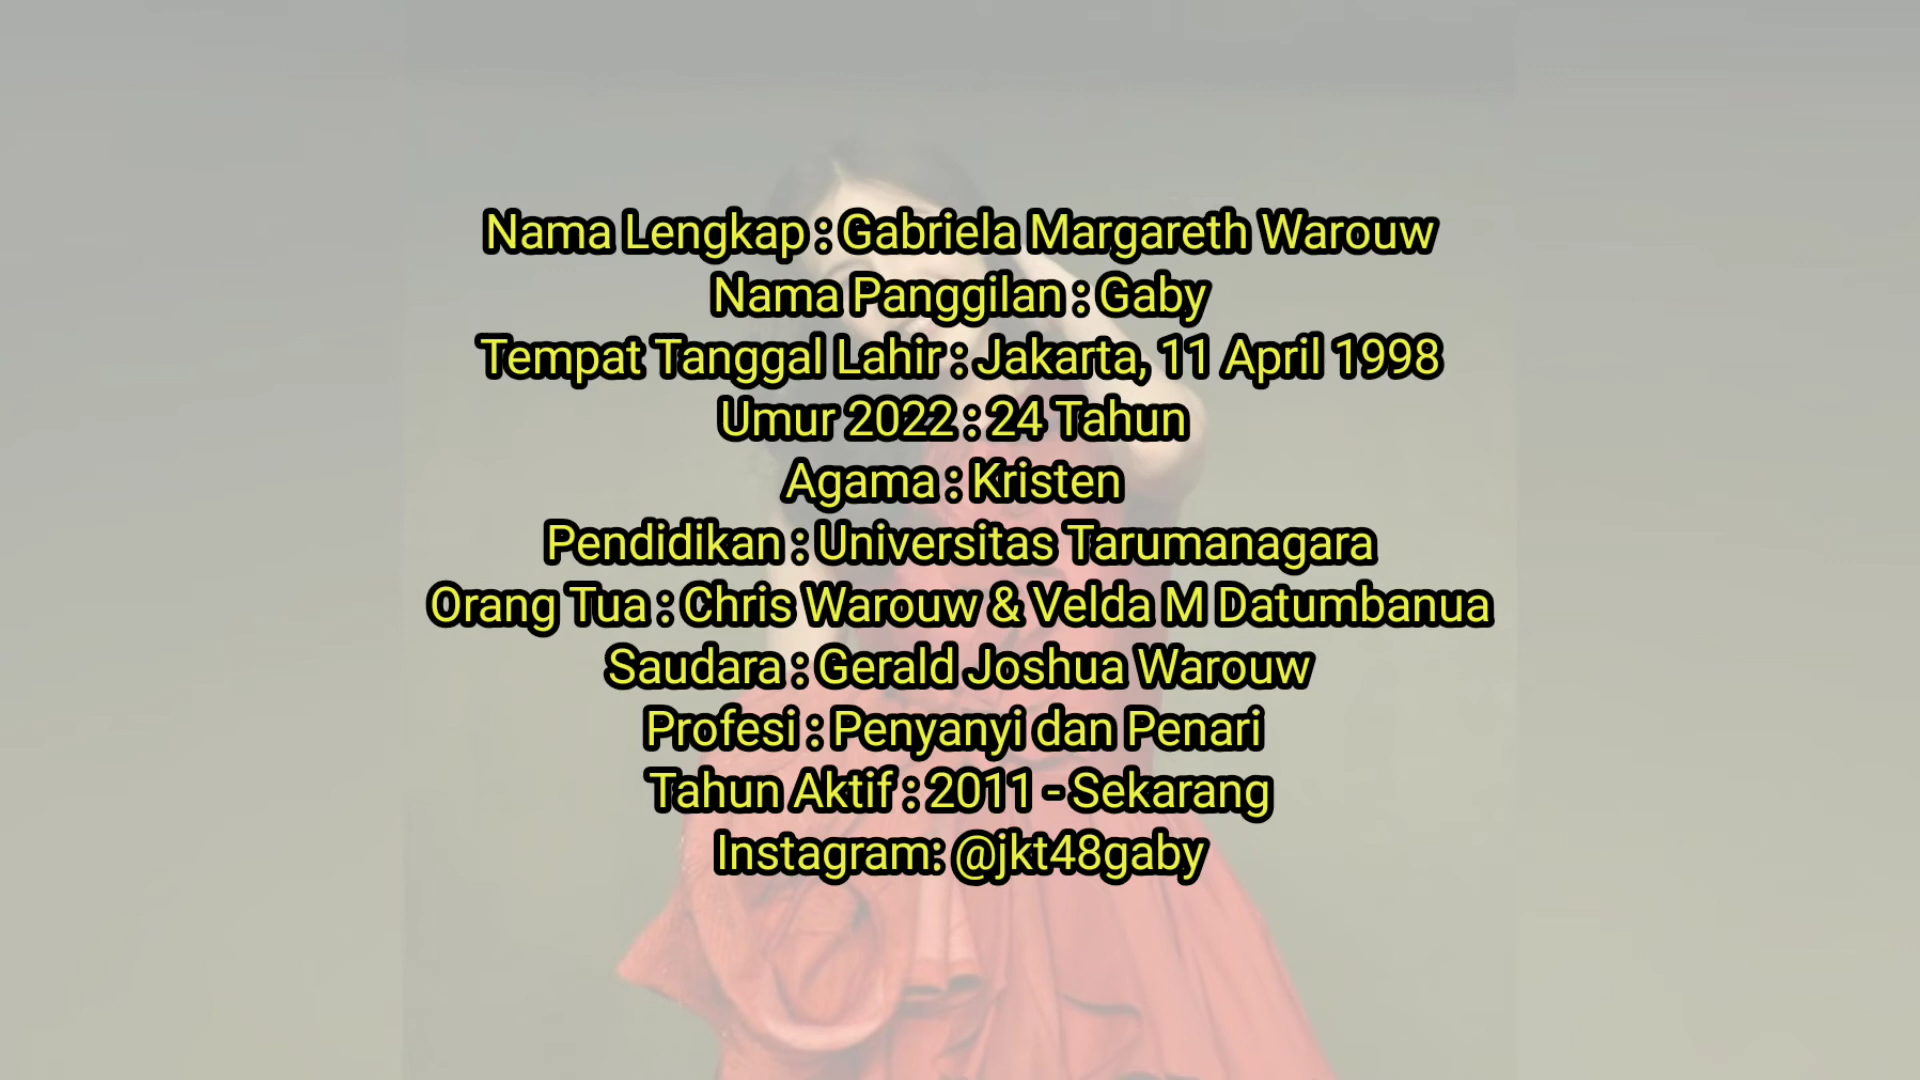 Nama Lengkap : Gabriela Margareth Warouw
Nama Panggilan : Gaby
Tempat Tanggal Lahir : Jakarta, 11 April 1998
Umur 2022 : 24 Tahun
Agama : Kristen
Pendidikan : Universitas Tarumanagara
Orang Tua : Chris Warouw & Velda M Datumbanua
Saudara : Gerald Joshua Warouw
Profesi : Penyanyi dan Penari
Tahun Aktif : 2011 - Sekarang
Instagram: @jkt48gaby